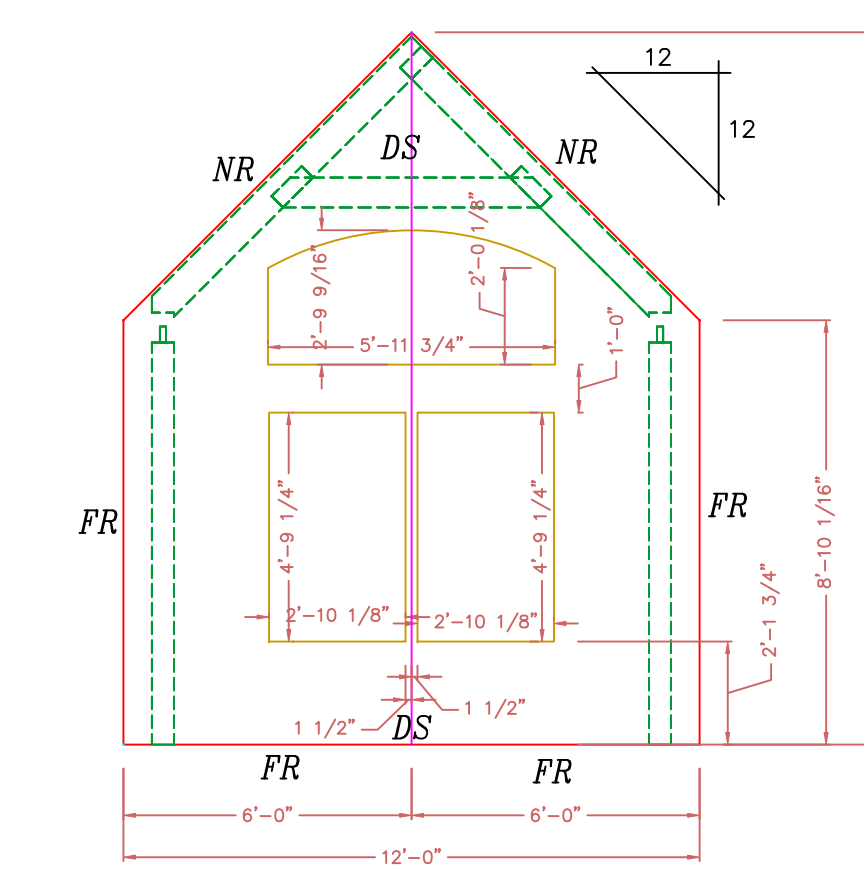 12
12
DS
NR
NR
2'-0 1/8"
2'-9 9/16"
5'-11 3/4"
1'-0"
4'-9 1/4"
4'-9 1/4"
FR
FR
8'-10 1/16"
2'-1 3/4"
2'-10 1/8"
2'-10 1/8"
1 1/2"
1 1/2"
DS
FR
FR
6'-0"
6'-0"
12'-0"